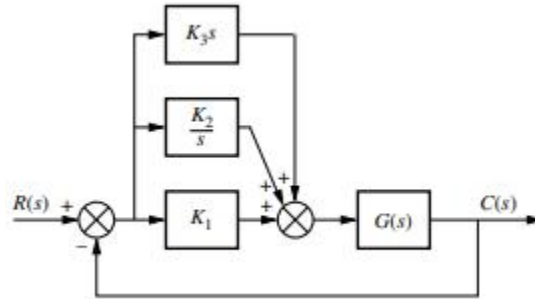 K₃s
K₂
s
R(s) + K₁ + + + G(s) C(s)
−